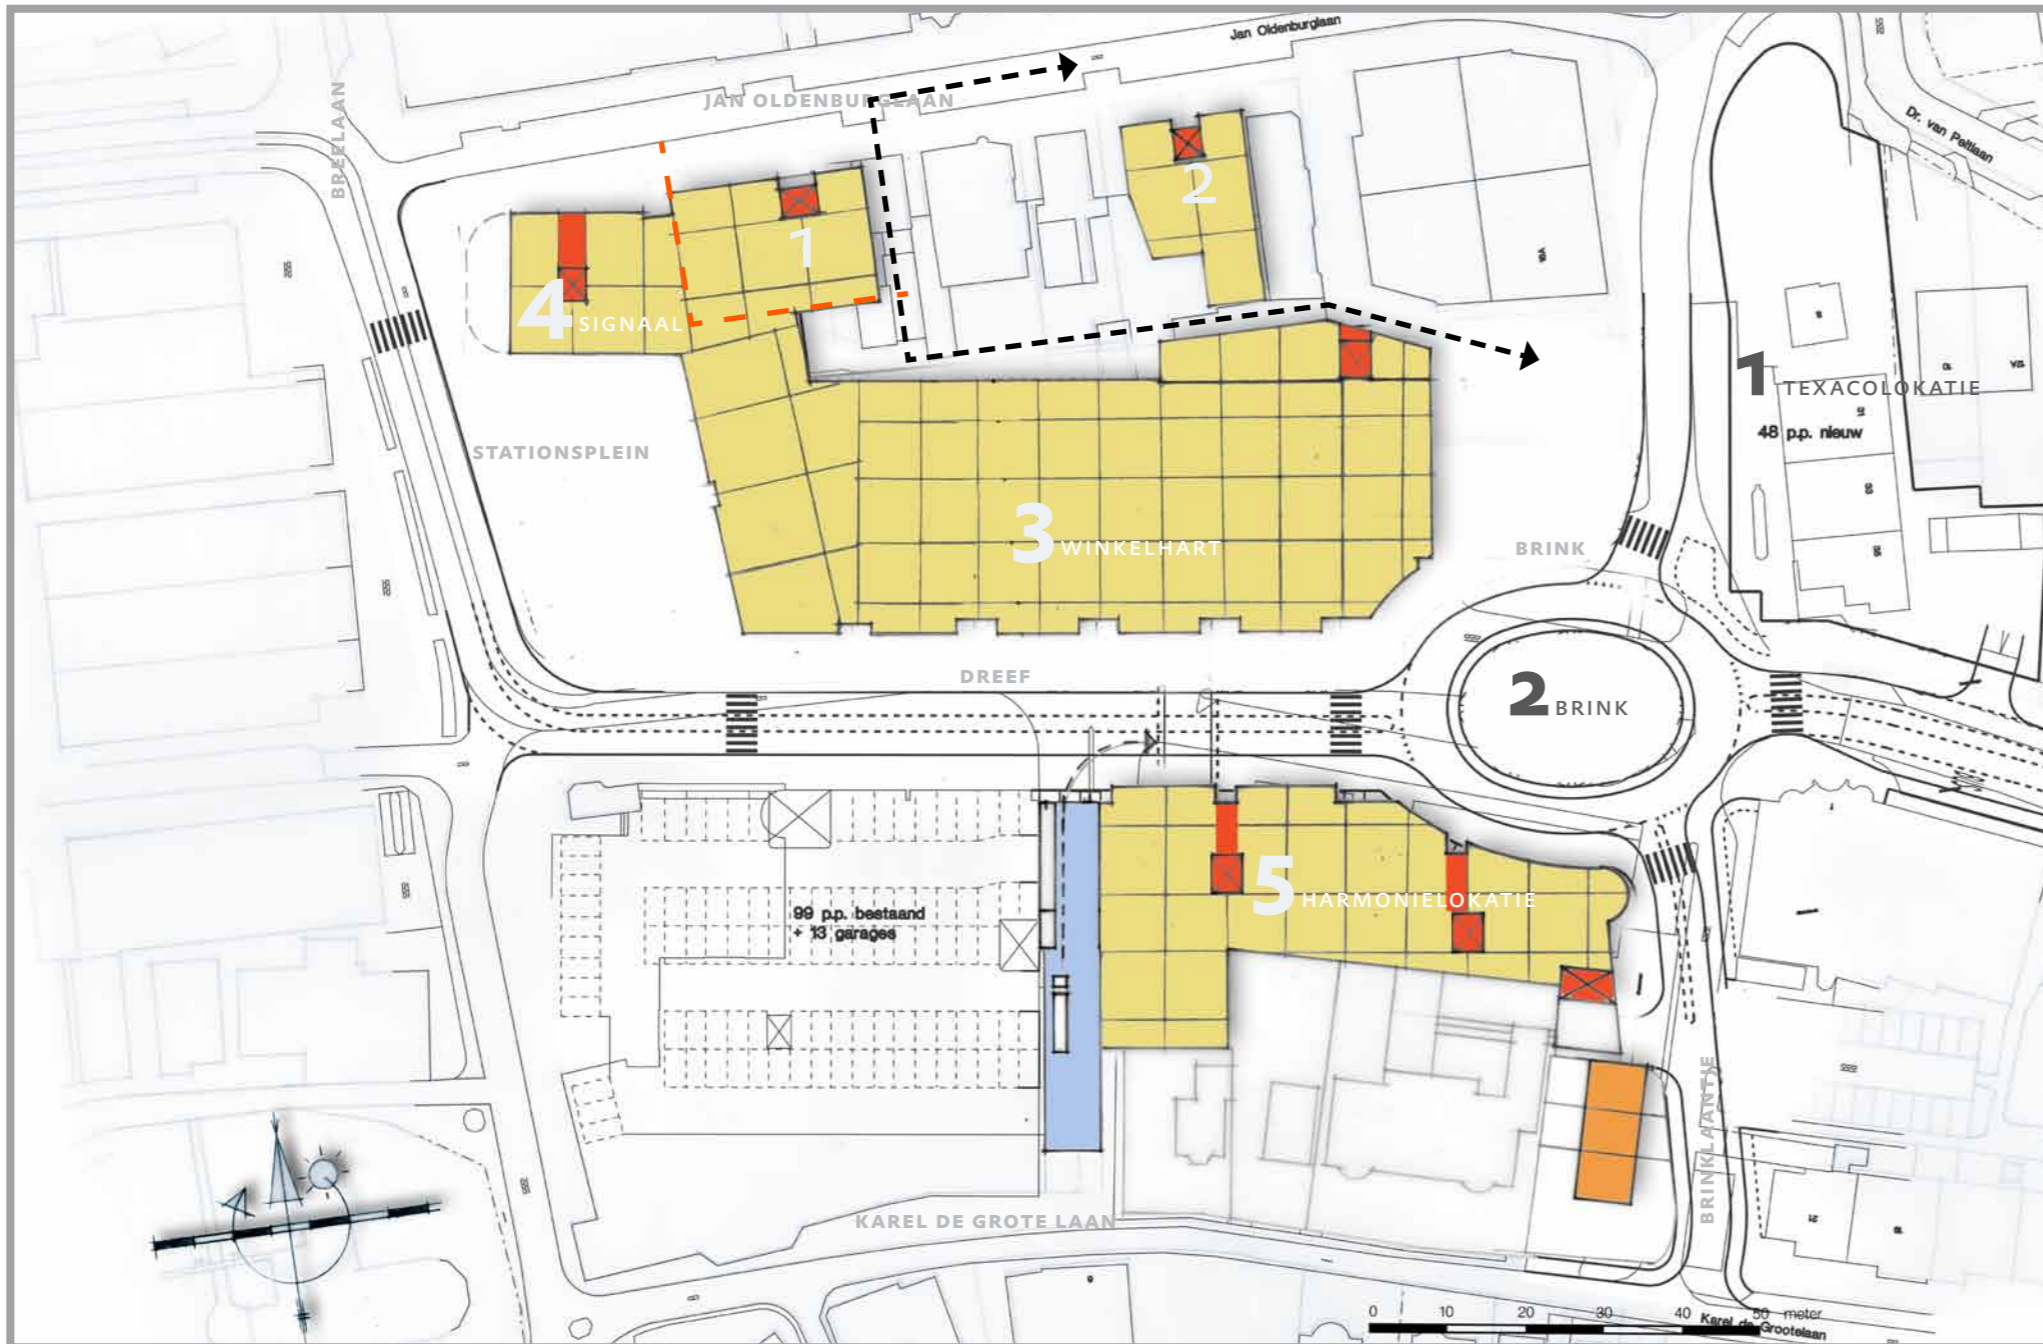 Jan Oldenburglaan
JAN OLDENBURGLAAN
BREELAAN
Dr. van Peltlaan
2
1
4 SIGNAAL
1 TEXACOLOKATIE
48 p.p. nieuw
STATIONSPLEIN
3 WINKELHART
BRINK
DREEF
2 BRINK
5 HARMONIELOKATIE
99 p.p. bestaand
+ 13 garages
BRINKLAANTJE
KAREL DE GROTE LAAN
21
0 10 20 30 40 50 meter
Karel de Grootelaan